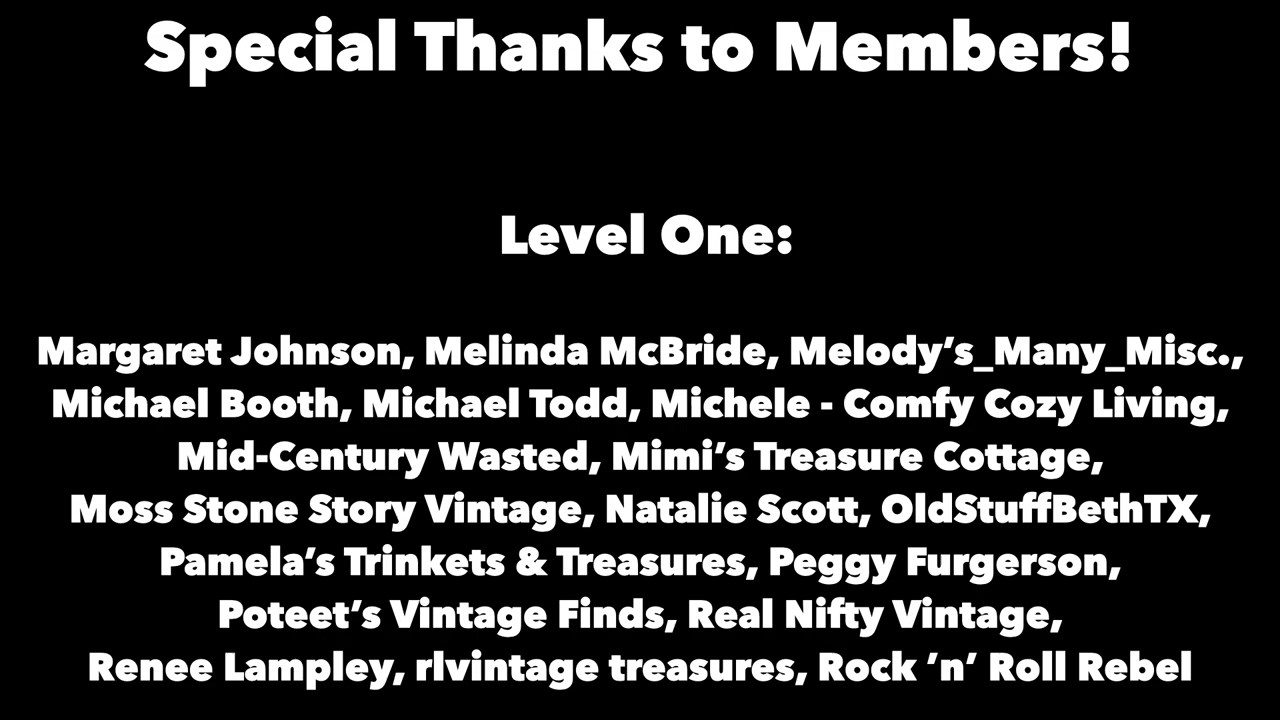 Special Thanks to Members!
Level One:
Margaret Johnson, Melinda McBride, Melody’s_Many_Misc.,
Michael Booth, Michael Todd, Michele - Comfy Cozy Living,
Mid-Century Wasted, Mimi’s Treasure Cottage,
Moss Stone Story Vintage, Natalie Scott, OldStuffBethTX,
Pamela’s Trinkets & Treasures, Peggy Furgerson,
Poteet’s Vintage Finds, Real Nifty Vintage,
Renee Lampley, rlvintage treasures, Rock ’n’ Roll Rebel